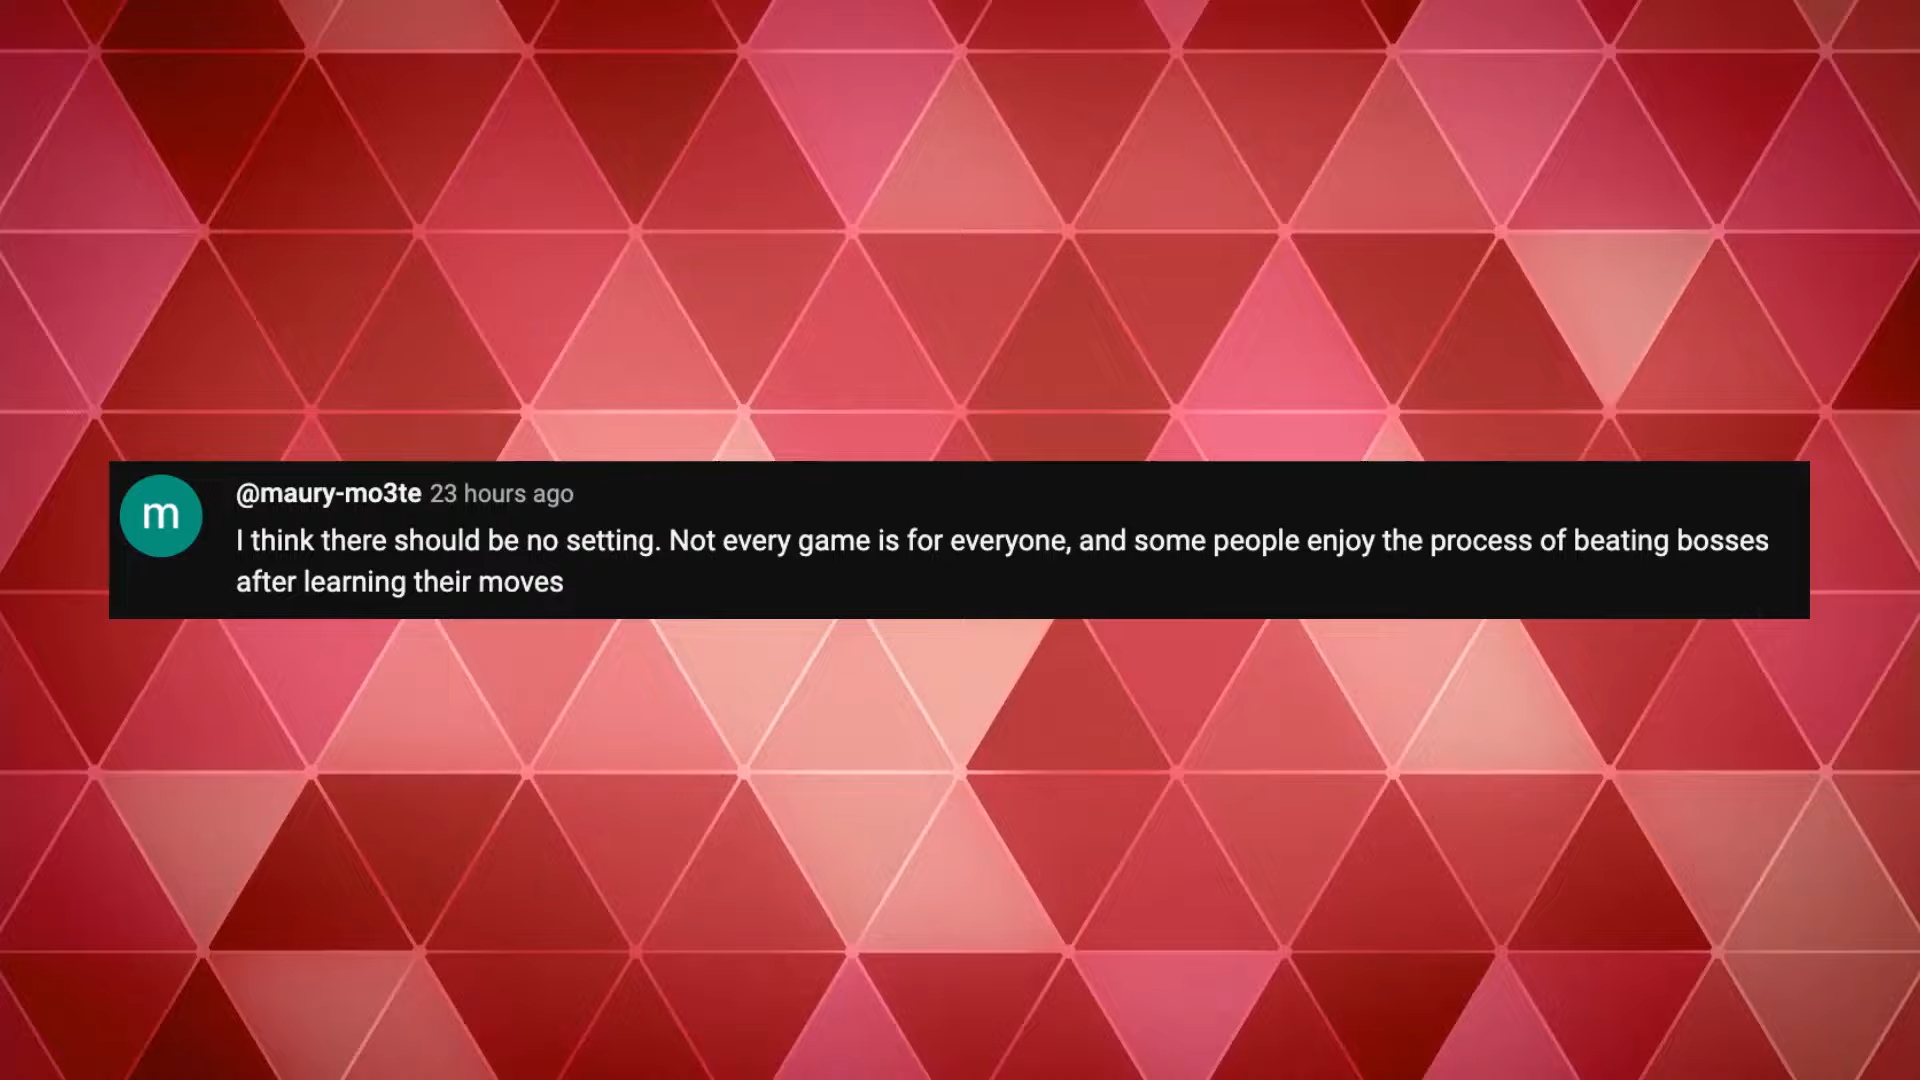 m
@maury-mo3te 23 hours ago
I think there should be no setting. Not every game is for everyone, and some people enjoy the process of beating bosses
after learning their moves